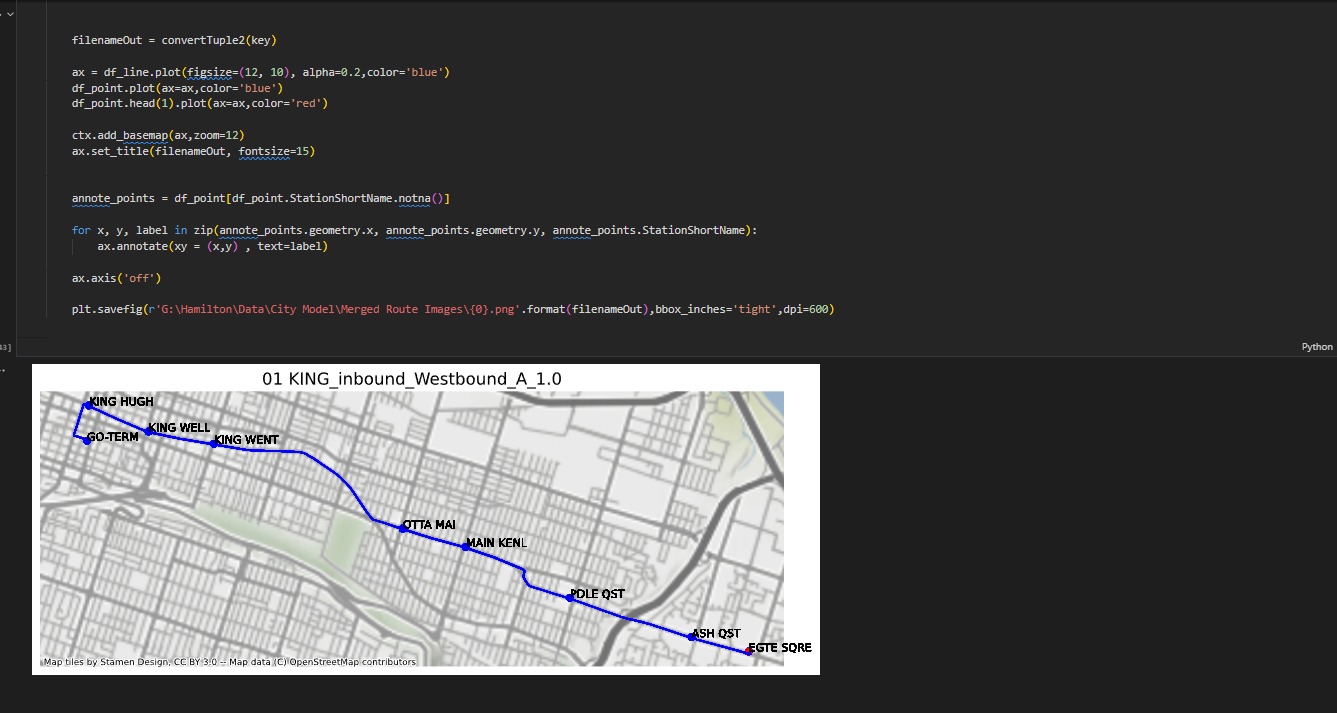 filenameOut = convertTuple2(key)
ax = df_line.plot(figsize=(12, 10), alpha=0.2,color='blue')
df_point.plot(ax=ax,color='blue')
df_point.head(1).plot(ax=ax,color='red')
ctx.add_basemap(ax,zoom=12)
ax.set_title(filenameOut, fontsize=15)
annote_points = df_point[df_point.StationShortName.notna()]
for x, y, label in zip(annote_points.geometry.x, annote_points.geometry.y, annote_points.StationShortName):
ax.annotate(xy = (x,y) , text=label)
ax.axis('off')
plt.savefig(r'G:\Hamilton\Data\City Model\Merged Route Images\{0}.png'.format(filenameOut),bbox_inches='tight',dpi=600)
43]
Python
01 KING_inbound_Westbound_A_1.0
KING HUGH
KING WELL
GO-TERM
KING WENT
OTTA MAI
MAIN KENL
PDLE QST
ASH QST
EGTE SQRE
Map tiles by Stamen Design, CC BY 3.0 -- Map data (C) OpenStreetMap contributors